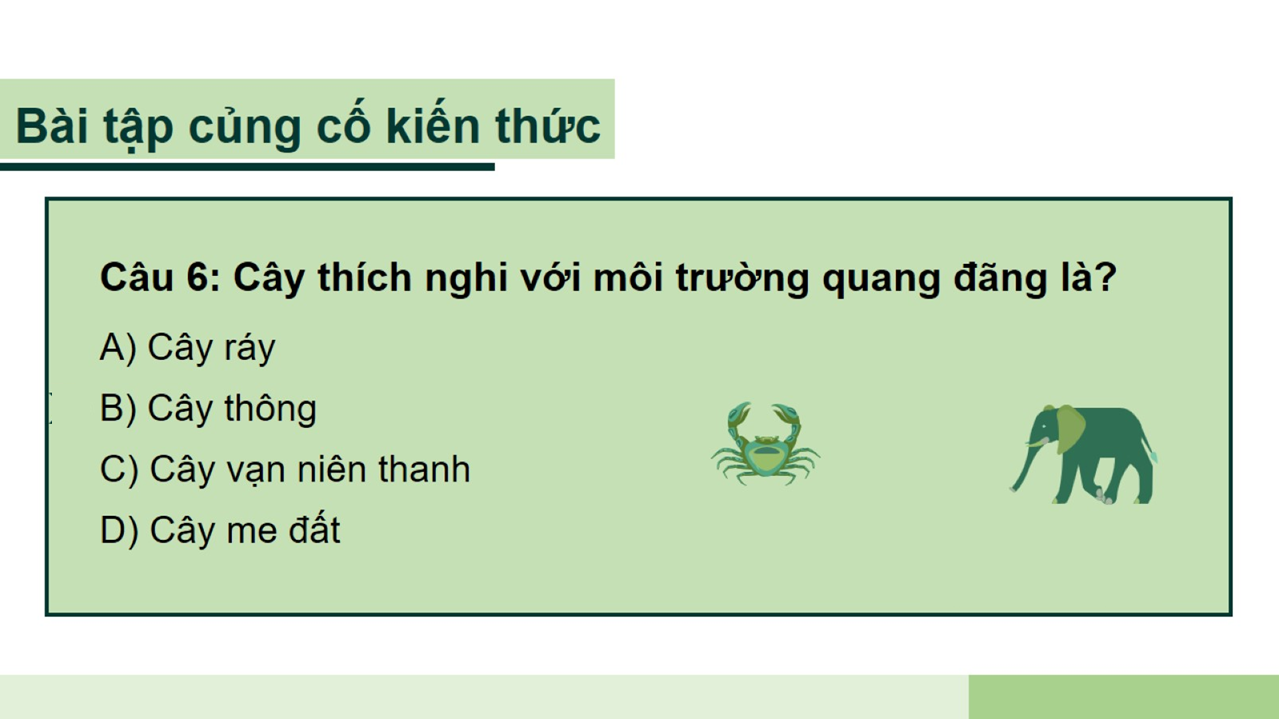 Bài tập củng cố kiến thức
Câu 6: Cây thích nghi với môi trường quang đãng là?
A) Cây ráy
B) Cây thông
C) Cây vạn niên thanh
D) Cây me đất